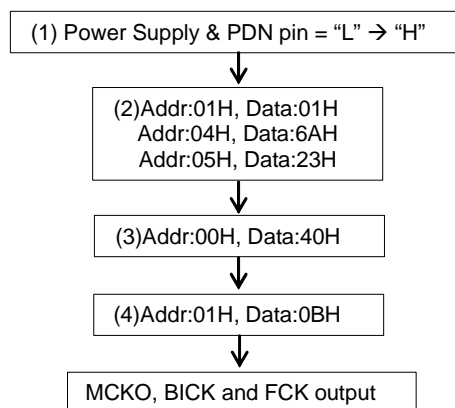 (1) Power Supply & PDN pin = “L” → “H”
(2)Addr:01H, Data:01H
Addr:04H, Data:6AH
Addr:05H, Data:23H
(3)Addr:00H, Data:40H
(4)Addr:01H, Data:0BH
MCKO, BICK and FCK output